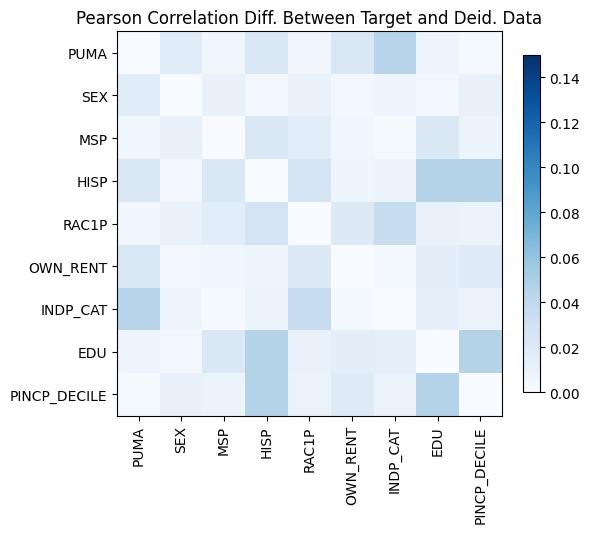 Pearson Correlation Diff. Between Target and Deid. Data
PUMA
SEX
MSP
HISP
RAC1P
OWN_RENT
INDP_CAT
EDU
PINCP_DECILE
PUMA
SEX
MSP
HISP
RAC1P
OWN_RENT
INDP_CAT
EDU
PINCP_DECILE
0.14
0.12
0.10
0.08
0.06
0.04
0.02
0.00